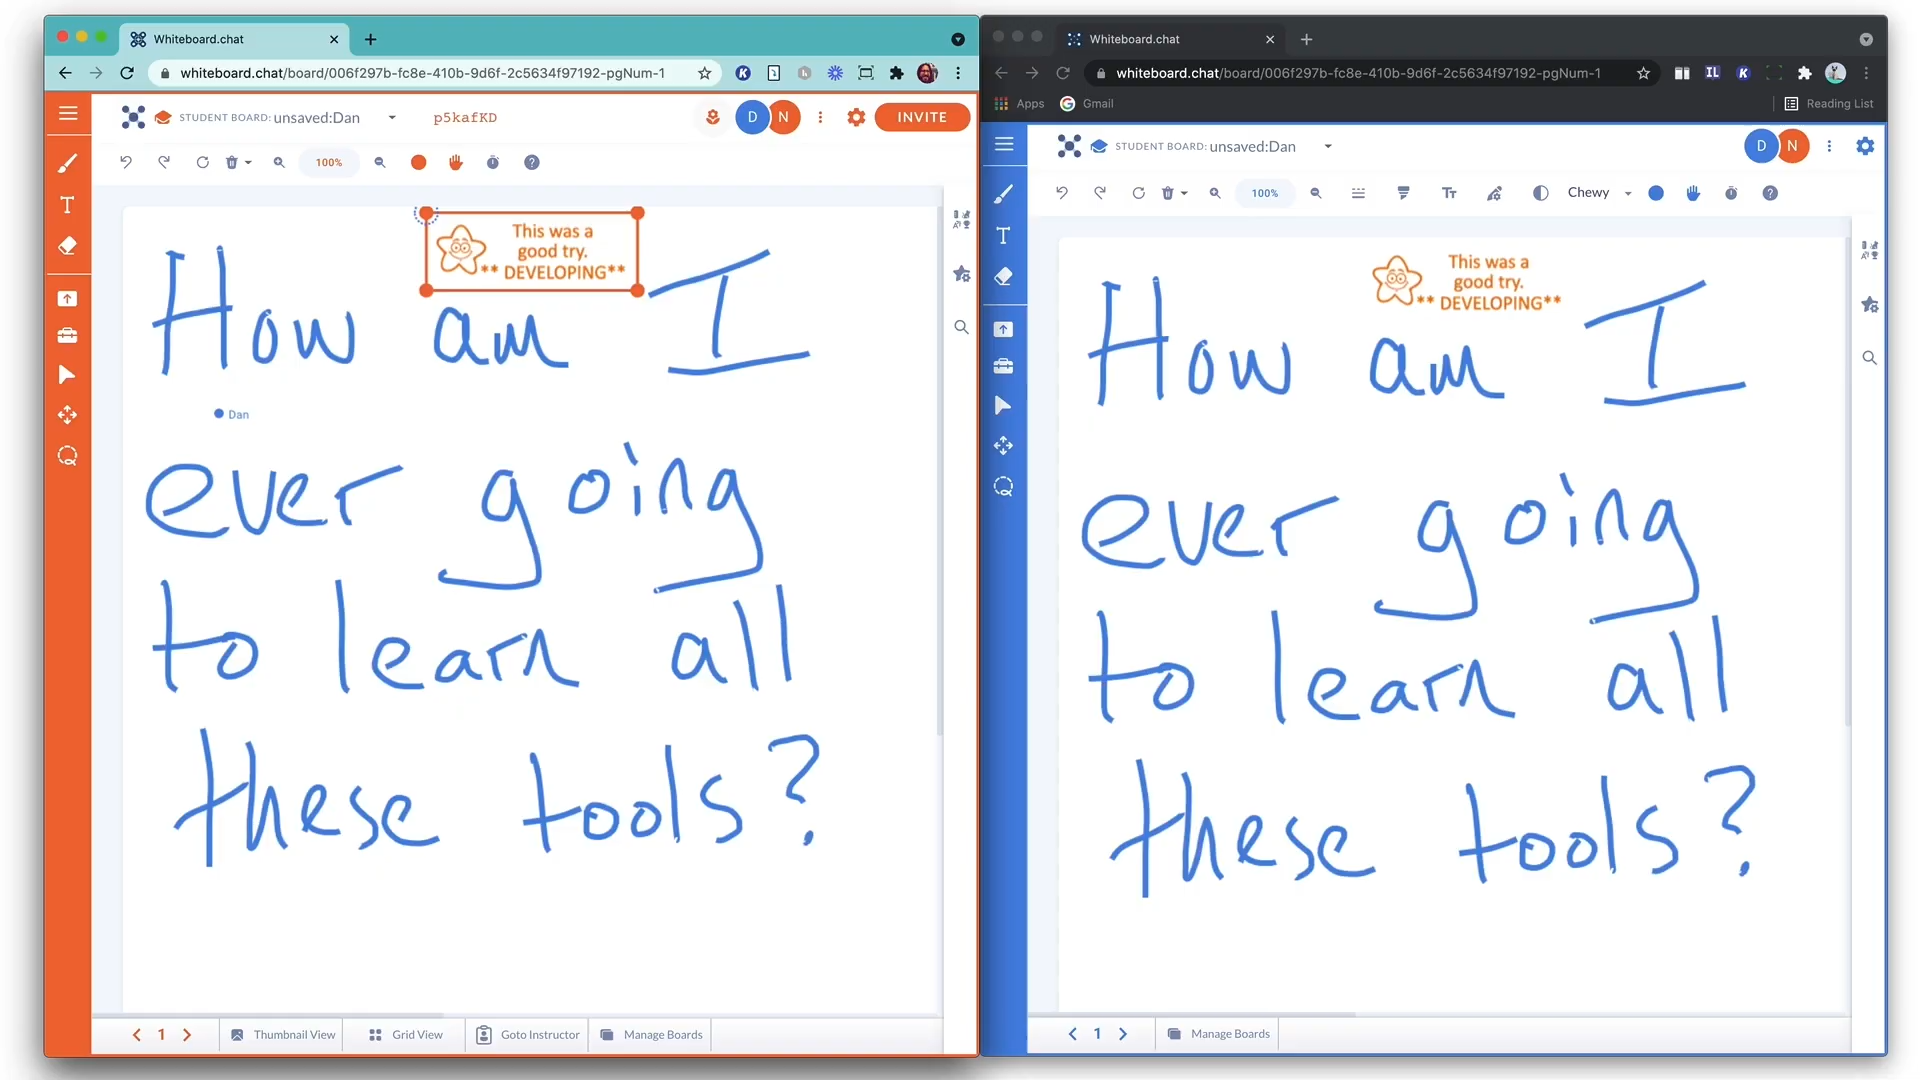 Whiteboard.chat
whiteboard.chat/board/006f297b-fc8e-410b-9d6f-2c5634f97192-pgNum-1
STUDENT BOARD: unsaved:Dan
p5kafKD
D
N
INVITE
100%
This was a
good try.
** DEVELOPING**
How am I
Dan
ever going
to learn all
these tools?
1
Thumbnail View
Grid View
Goto Instructor
Manage Boards
Whiteboard.chat
whiteboard.chat/board/006f297b-fc8e-410b-9d6f-2c5634f97192-pgNum-1
Apps
Gmail
Reading List
STUDENT BOARD: unsaved:Dan
D
N
100%
Chewy
This was a
good try.
** DEVELOPING**
How am I
ever going
to learn all
these tools?
1
Manage Boards